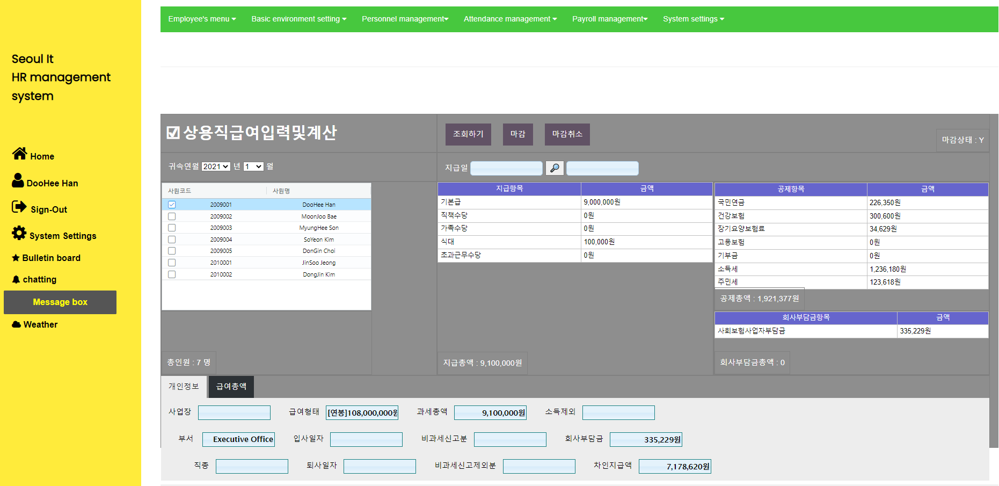 Employee's menu
Basic environment setting
Personnel management
Attendance management
Payroll management
System settings
Seoul It
HR management
system
Home
DooHee Han
Sign-Out
System Settings
Bulletin board
chatting
Message box
Weather
상용직급여입력및계산
조회하기
마감
마감취소
마감상태 : Y
귀속연월 2021 년 1 월
지급일
사원코드 사원명
2009001 DooHee Han
2009002 MoonJoo Bae
2009003 MyungHee Son
2009004 SoYeon Kim
2009005 DonGin Choi
2010001 JinSoo Jeong
2010002 DongJin Kim
총인원 : 7 명
지급항목 금액
기본급 9,000,000원
직책수당 0원
가족수당 0원
식대 100,000원
초과근무수당 0원
지급총액 : 9,100,000원
공제항목 금액
국민연금 226,350원
건강보험 300,600원
장기요양보험료 34,629원
고용보험 0원
기부금 0원
소득세 1,236,180원
주민세 123,618원
공제총액 : 1,921,377원
회사부담금항목 금액
사회보험사업자부담금 335,229원
회사부담금총액 : 0
개인정보 급여총액
사업장 급여형태 [연봉]108,000,000원 과세총액 9,100,000원 소득제외
부서 Executive Office 입사일자 비과세신고분 회사부담금 335,229원
직종 퇴사일자 비과세신고제외분 차인지급액 7,178,620원